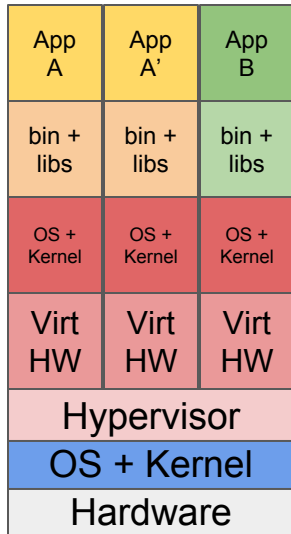 App App App
A A’ B
bin + bin + bin +
libs libs libs
OS + OS + OS +
Kernel Kernel Kernel
Virt Virt Virt
HW HW HW
Hypervisor
OS + Kernel
Hardware